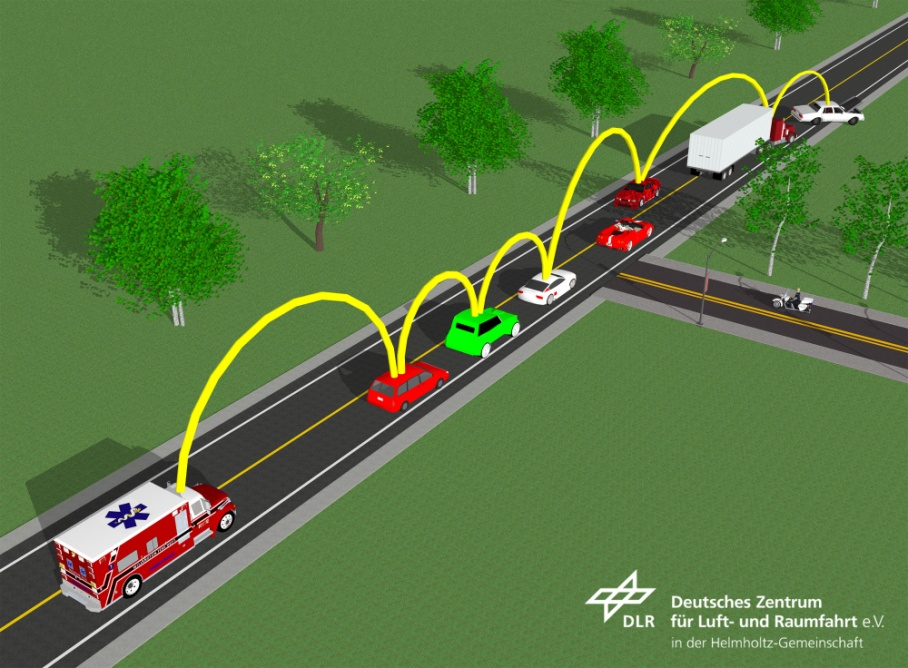 DLR
Deutsches Zentrum
für Luft- und Raumfahrt e.V.
in der Helmholtz-Gemeinschaft